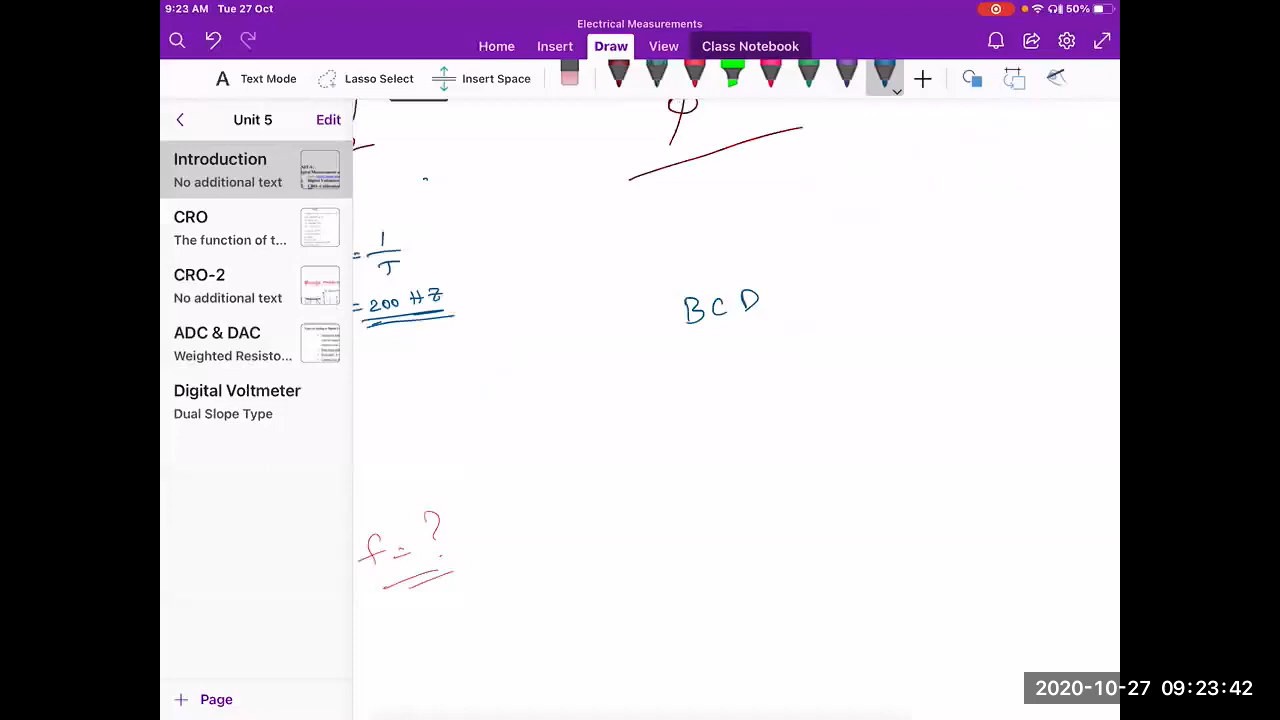 9:23 AM Tue 27 Oct
50%
Electrical Measurements
Home Insert Draw View Class Notebook
Text Mode Lasso Select Insert Space
Unit 5 Edit
Introduction
No additional text
CRO
The function of t...
CRO-2
No additional text
ADC & DAC
Weighted Resisto...
Digital Voltmeter
Dual Slope Type
Page
= 1/T
= 200 HZ
BCD
f = ?
2020-10-27 09:23:42